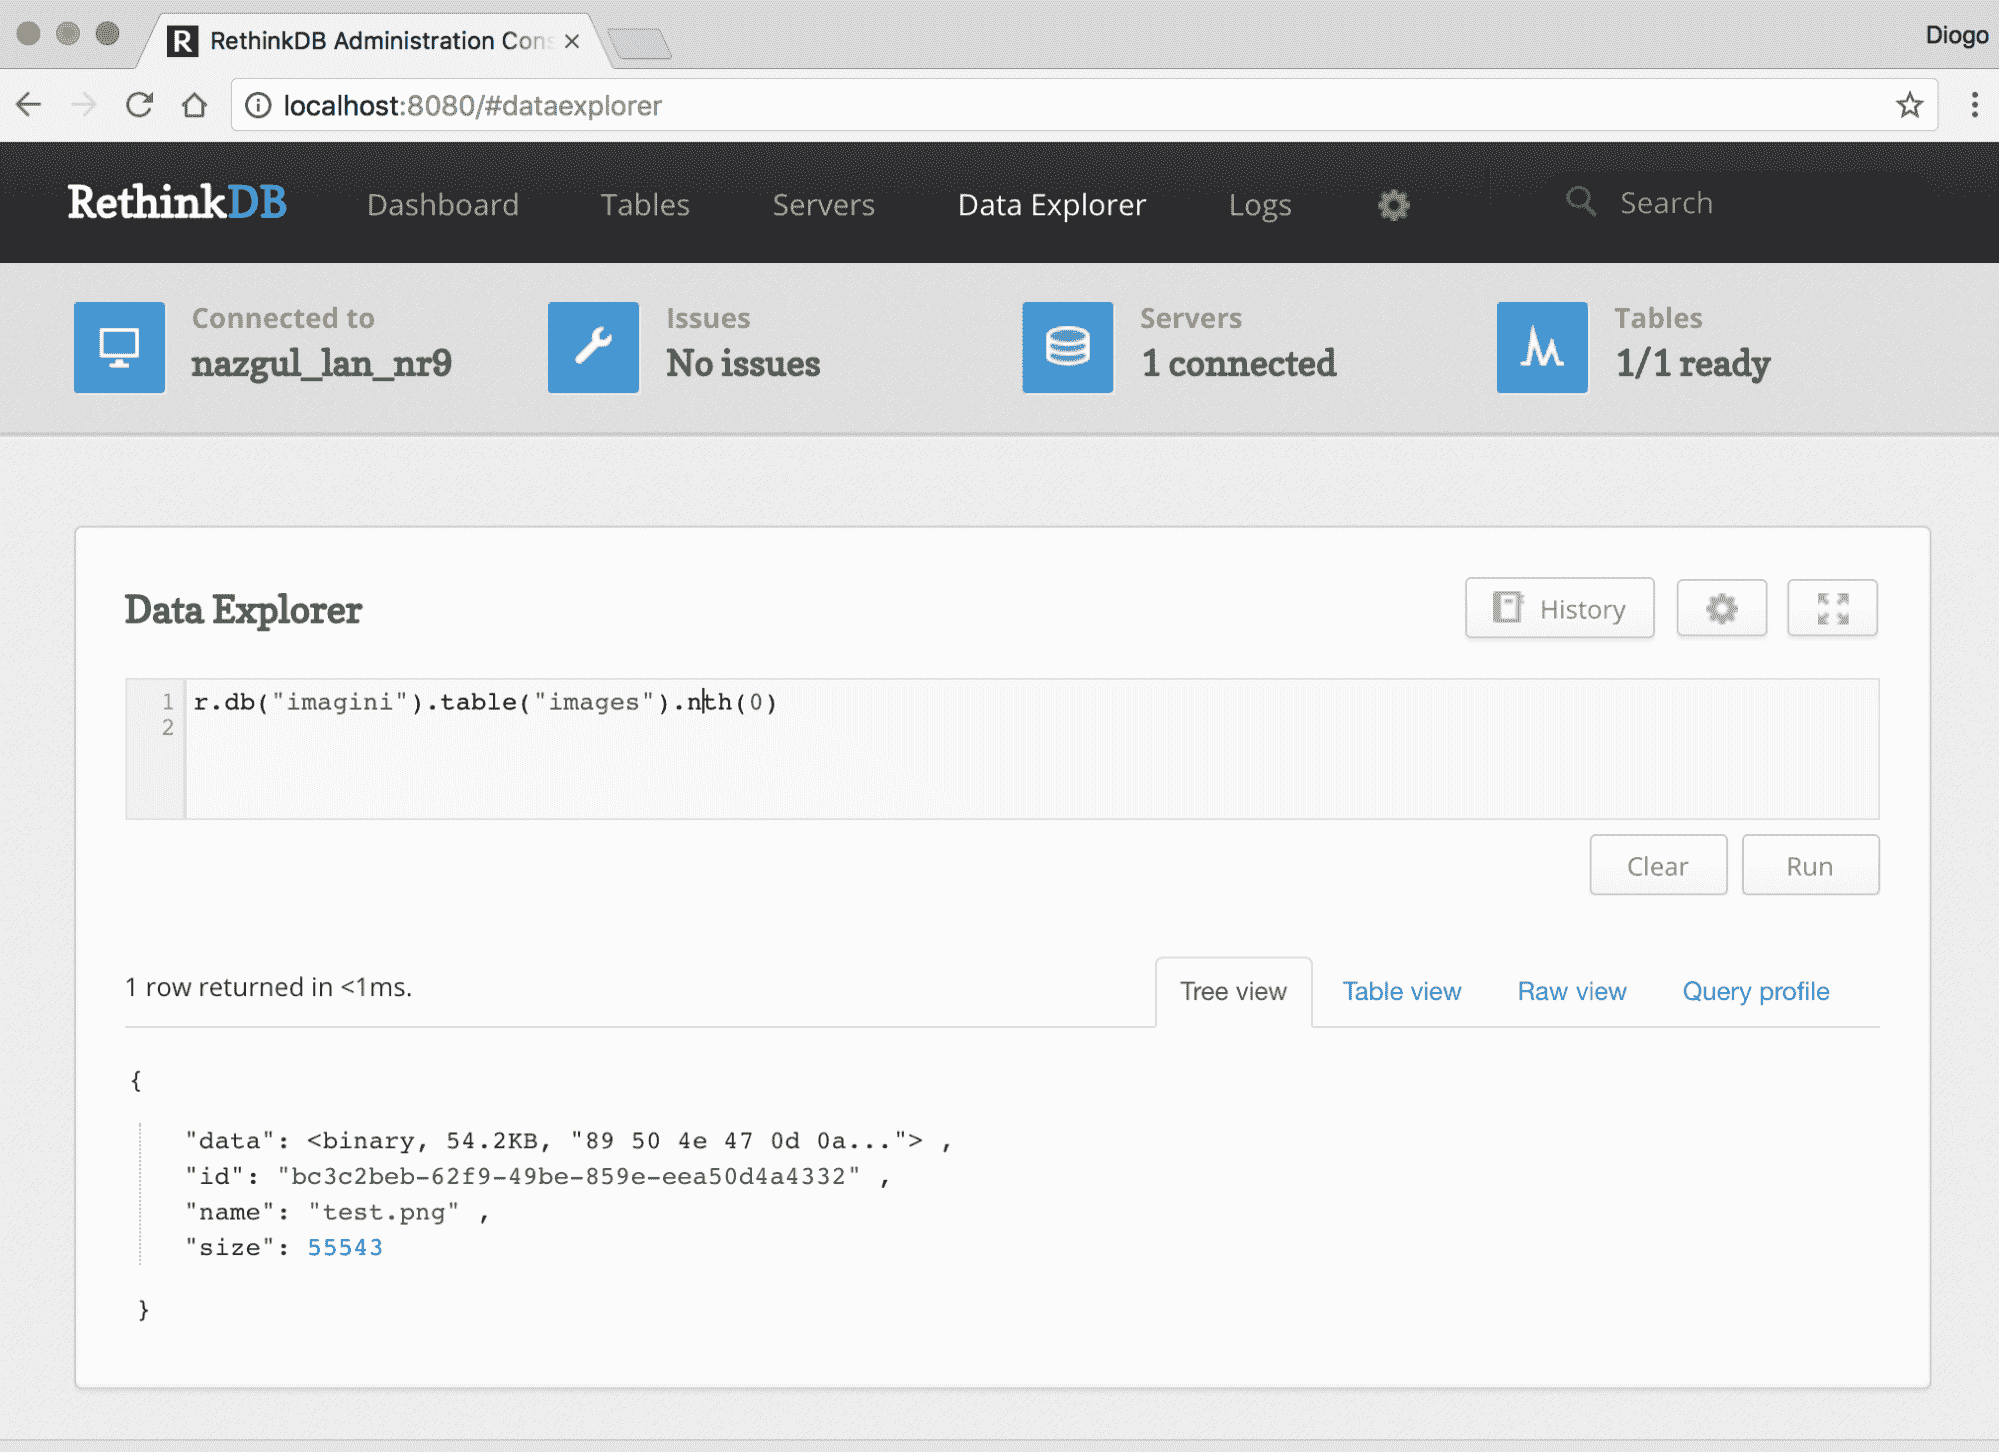 RethinkDB Administration Cons
Diogo
localhost:8080/#dataexplorer
RethinkDB Dashboard Tables Servers Data Explorer Logs Search
Connected to Issues Servers Tables
nazgul_lan_nr9 No issues 1 connected 1/1 ready
Data Explorer History
1 r.db("imagini").table("images").nth(0)
2
Clear Run
1 row returned in <1ms. Tree view Table view Raw view Query profile
{
"data": <binary, 54.2KB, "89 50 4e 47 0d 0a..."> ,
"id": "bc3c2beb-62f9-49be-859e-eea50d4a4332" ,
"name": "test.png" ,
"size": 55543
}